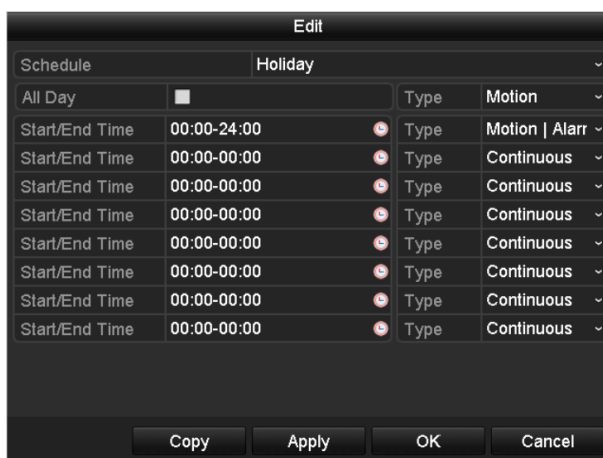 Edit
Schedule Holiday
All Day Type Motion
Start/End Time 00:00-24:00 Type Motion | Alarr
Start/End Time 00:00-00:00 Type Continuous
Start/End Time 00:00-00:00 Type Continuous
Start/End Time 00:00-00:00 Type Continuous
Start/End Time 00:00-00:00 Type Continuous
Start/End Time 00:00-00:00 Type Continuous
Start/End Time 00:00-00:00 Type Continuous
Start/End Time 00:00-00:00 Type Continuous
Copy Apply OK Cancel